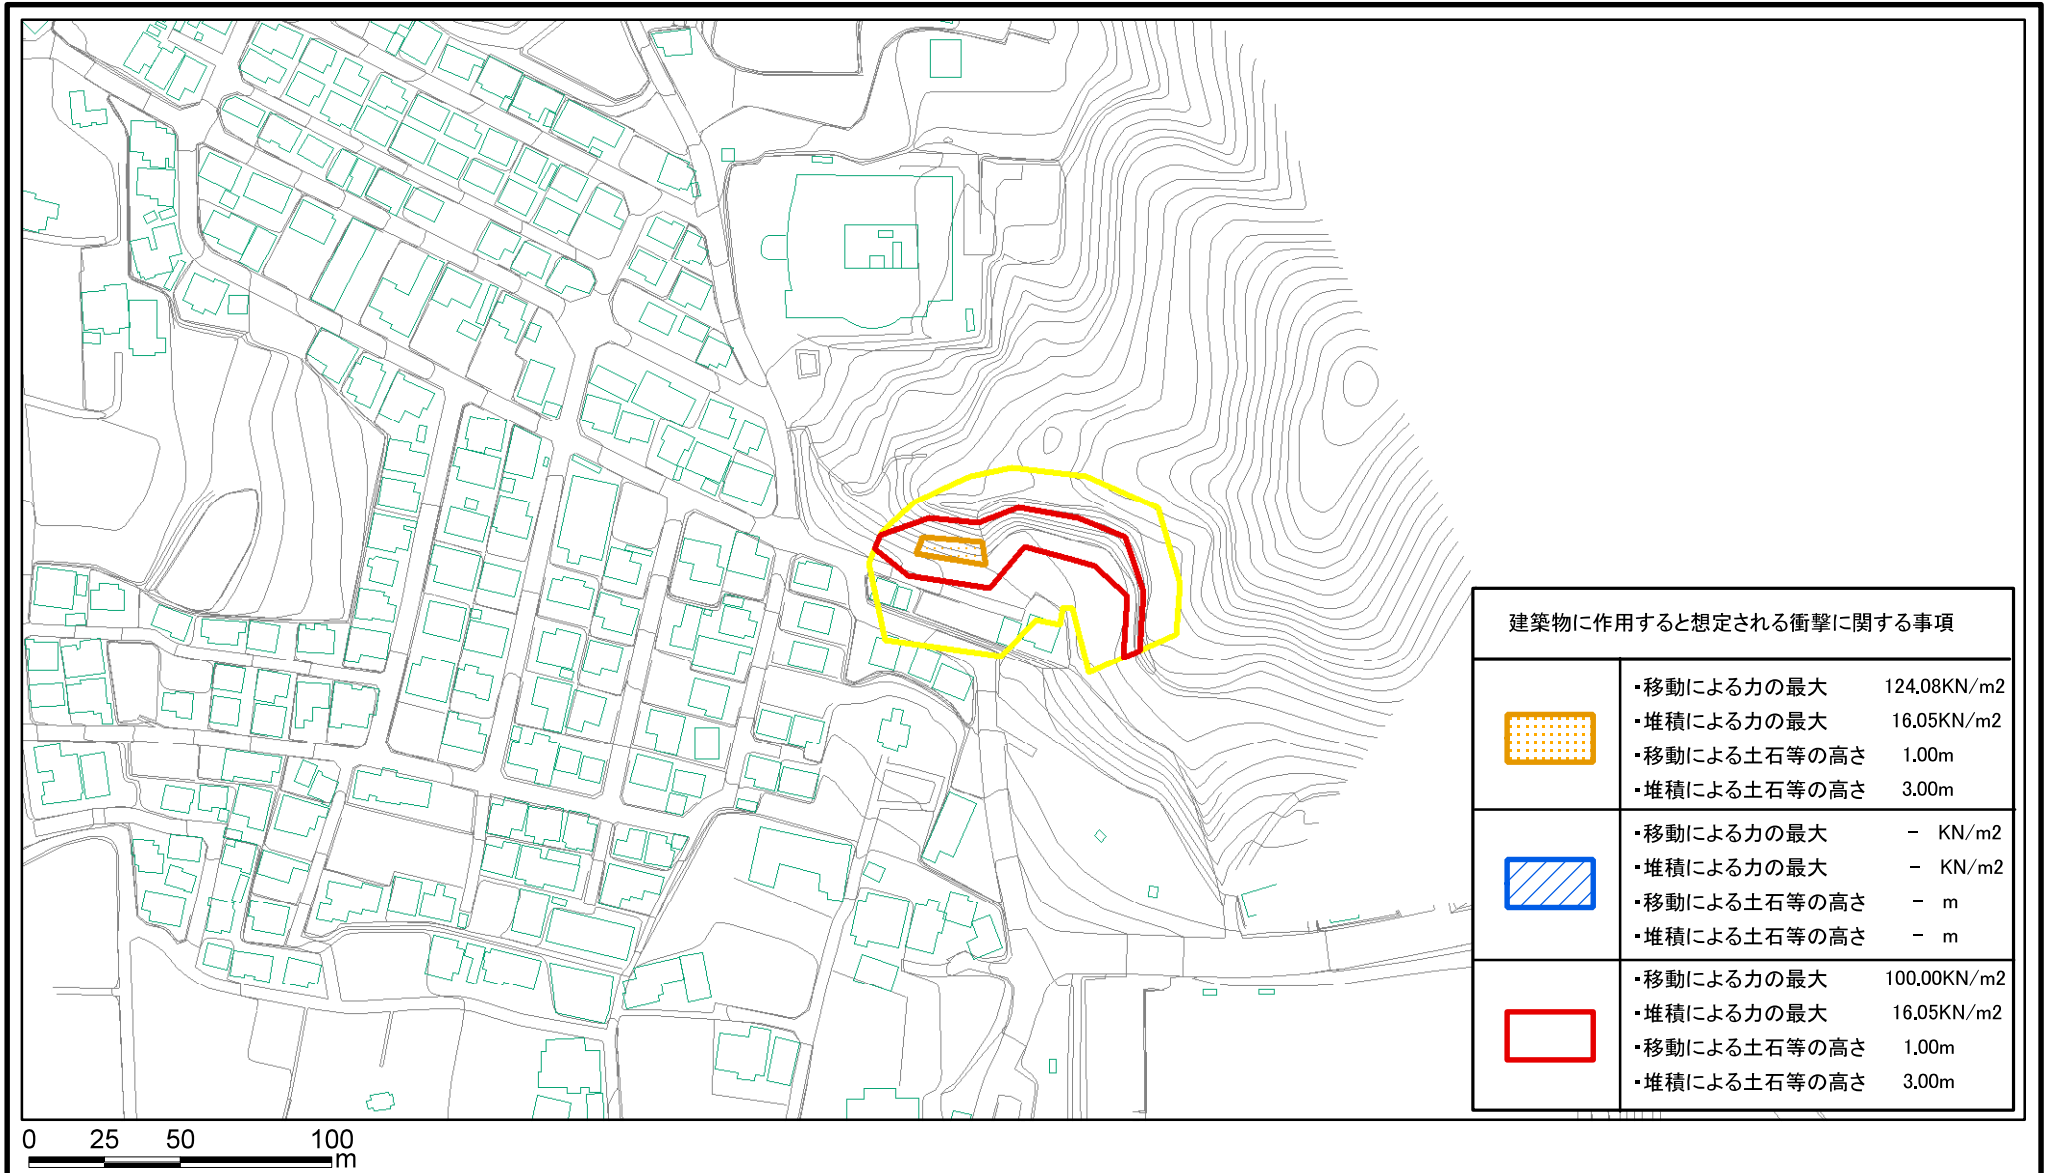 建築物に作用すると想定される衝撃に関する事項
・移動による力の最大 124.08KN/m2
・堆積による力の最大 16.05KN/m2
・移動による土石等の高さ 1.00m
・堆積による土石等の高さ 3.00m
・移動による力の最大 - KN/m2
・堆積による力の最大 - KN/m2
・移動による土石等の高さ - m
・堆積による土石等の高さ - m
・移動による力の最大 100.00KN/m2
・堆積による力の最大 16.05KN/m2
・移動による土石等の高さ 1.00m
・堆積による土石等の高さ 3.00m
0 25 50 100
m